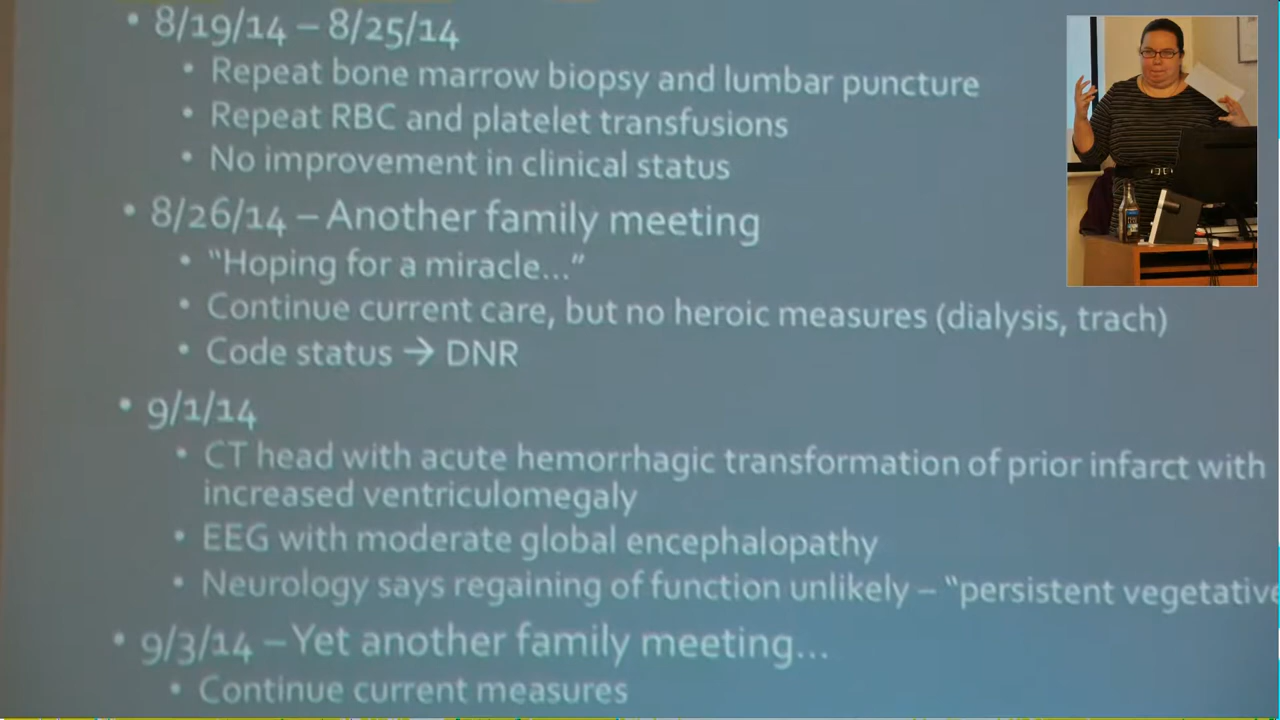 • 8/19/14 – 8/25/14
• Repeat bone marrow biopsy and lumbar puncture
• Repeat RBC and platelet transfusions
• No improvement in clinical status
• 8/26/14 – Another family meeting
• “Hoping for a miracle...”
• Continue current care, but no heroic measures (dialysis, trach)
• Code status → DNR
• 9/1/14
• CT head with acute hemorrhagic transformation of prior infarct with
increased ventriculomegaly
• EEG with moderate global encephalopathy
• Neurology says regaining of function unlikely – “persistent vegetative
• 9/3/14 – Yet another family meeting...
• Continue current measures